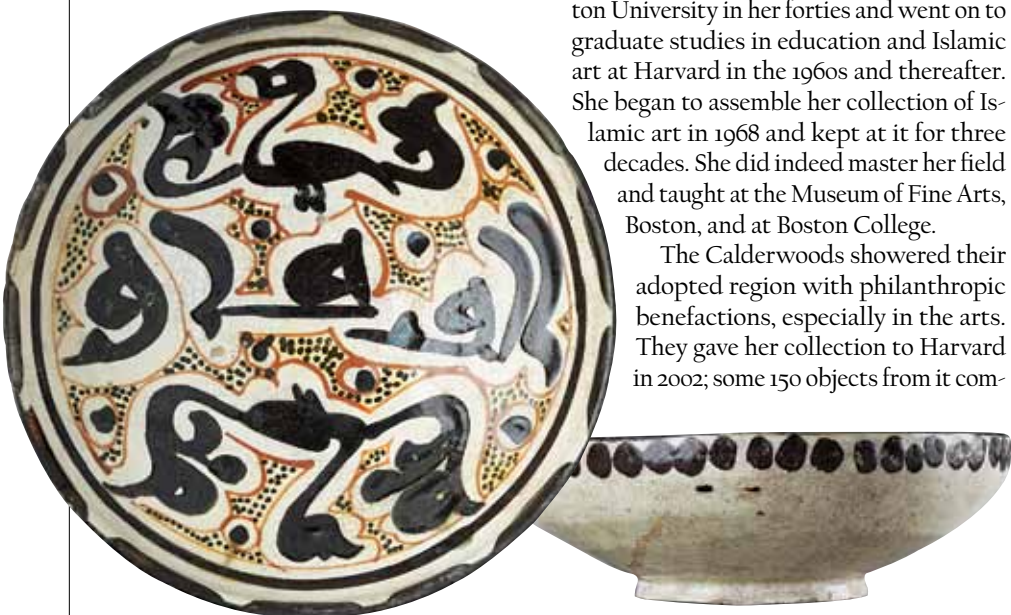 ton University in her forties and went on to
graduate studies in education and Islamic
art at Harvard in the 1960s and thereafter.
She began to assemble her collection of Is-
lamic art in 1968 and kept at it for three
decades. She did indeed master her field
and taught at the Museum of Fine Arts,
Boston, and at Boston College.
The Calderwoods showered their
adopted region with philanthropic
benefactions, especially in the arts.
They gave her collection to Harvard
in 2002; some 150 objects from it com-